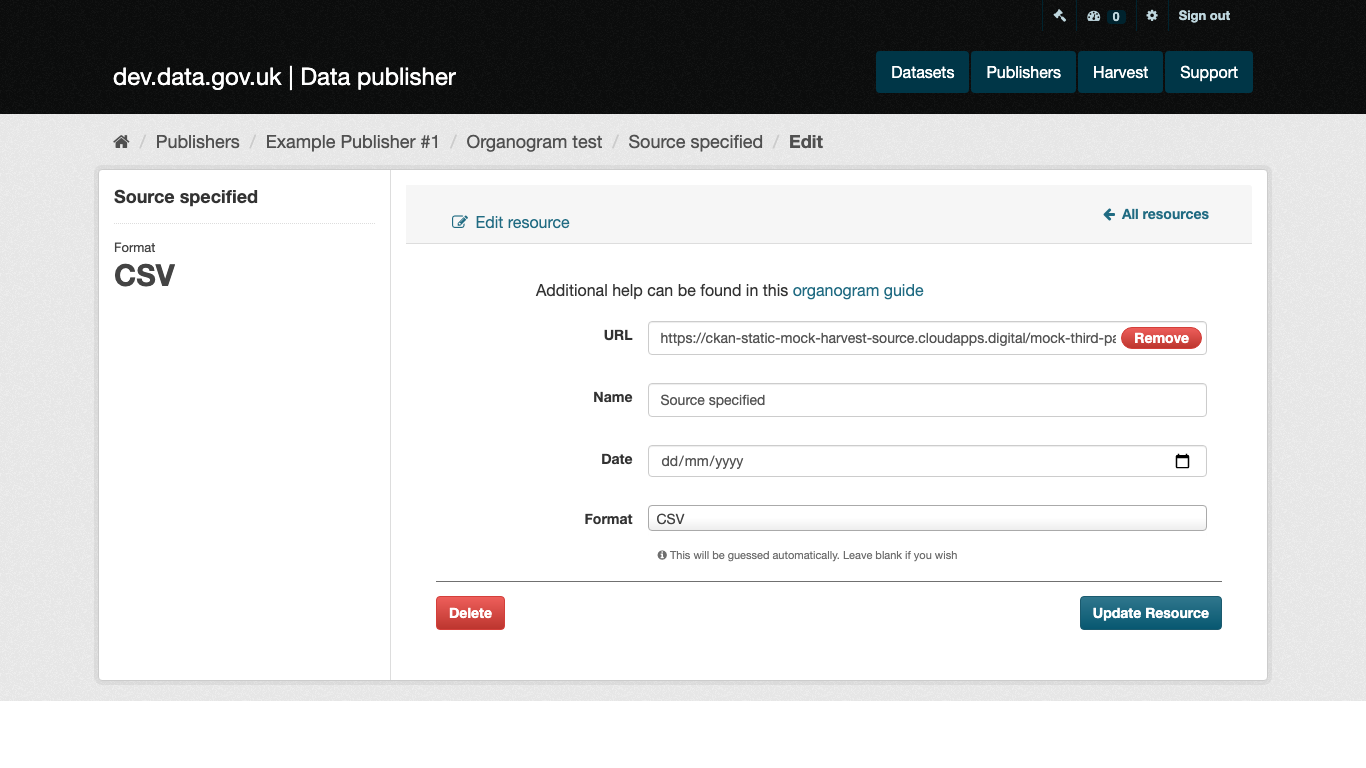 0 Sign out
dev.data.gov.uk | Data publisher
Datasets Publishers Harvest Support
/ Publishers / Example Publisher #1 / Organogram test / Source specified / Edit
Source specified
Format
CSV
Edit resource
All resources
Additional help can be found in this organogram guide
URL https://ckan-static-mock-harvest-source.cloudapps.digital/mock-third-pa Remove
Name Source specified
Date dd/mm/yyyy
Format CSV
This will be guessed automatically. Leave blank if you wish
Delete Update Resource